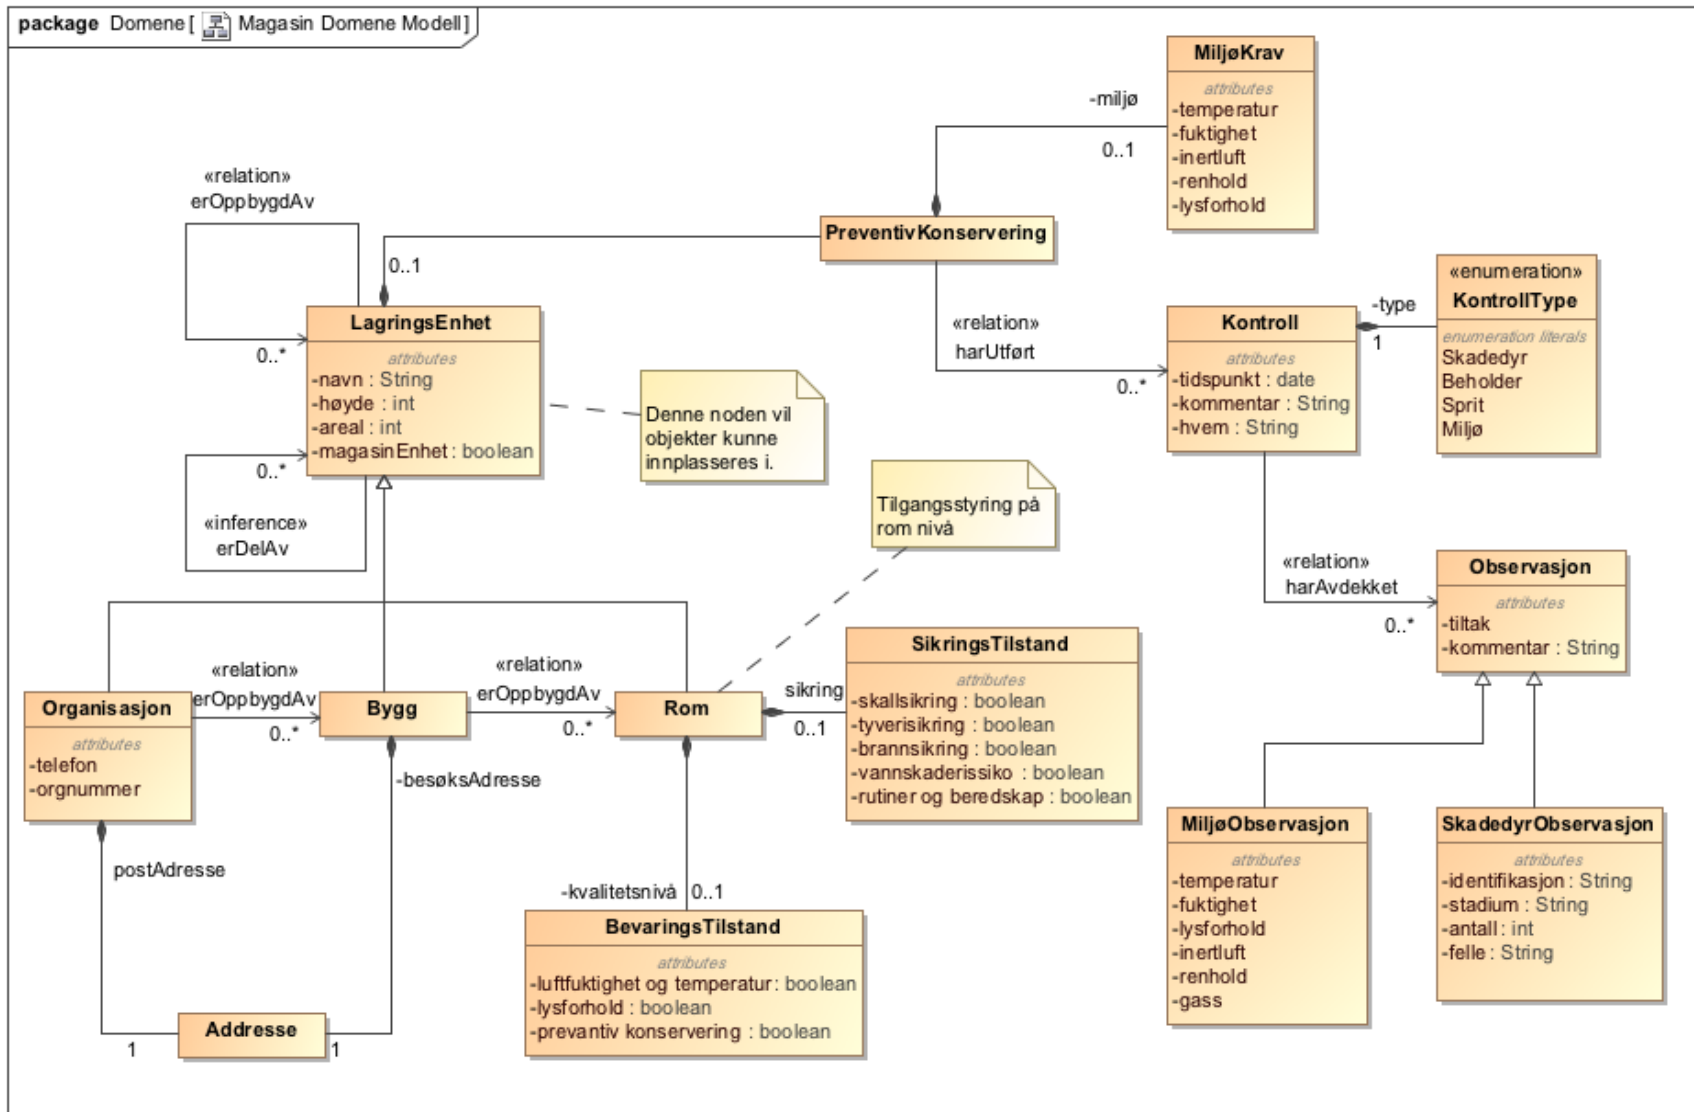 package Domene [ Magasin Domene Modell ]
MiljøKrav
attributes
-temperatur
-fuktighet
-inertluft
-renhold
-lysforhold
-miljø
0..1
«relation»
erOppbygdAv
0..*
PreventivKonservering
0..1
LagringsEnhet
attributes
-navn : String
-høyde : int
-areal : int
-magasinEnhet : boolean
0..*
«inference»
erDelAv
Denne noden vil
objekter kunne
innplasseres i.
«relation»
harUtført
0..*
Kontroll
attributes
-tidspunkt : date
-kommentar : String
-hvem : String
-type
1
«enumeration»
KontrollType
enumeration literals
Skadedyr
Beholder
Sprit
Miljø
Tilgangsstyring på
rom nivå
«relation»
harAvdekket
0..*
Observasjon
attributes
-tiltak
-kommentar : String
Organisasjon
attributes
-telefon
-orgnummer
«relation»
erOppbygdAv
0..*
Bygg
«relation»
erOppbygdAv
0..*
Rom
sikring
0..1
SikringsTilstand
attributes
-skallsikring : boolean
-tyverisikring : boolean
-brannsikring : boolean
-vannskaderissiko : boolean
-rutiner og beredskap : boolean
-besøksAdresse
postAdresse
-kvalitetsnivå
0..1
BevaringsTilstand
attributes
-luftfuktighet og temperatur : boolean
-lysforhold : boolean
-prevantiv konservering : boolean
1
Addresse
1
MiljøObservasjon
attributes
-temperatur
-fuktighet
-lysforhold
-inertluft
-renhold
-gass
SkadedyrObservasjon
attributes
-identifikasjon : String
-stadium : String
-antall : int
-felle : String